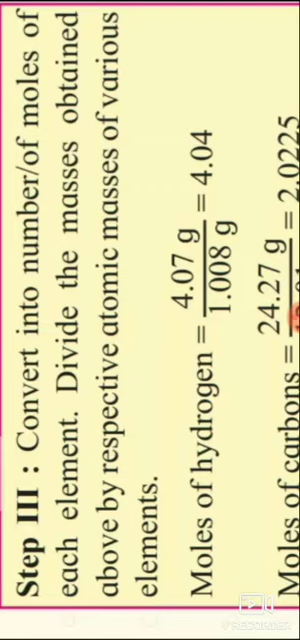 Step III : Convert into number/of moles of
each element. Divide the masses obtained
above by respective atomic masses of various
elements.
Moles of hydrogen = 4.07 g / 1.008 g = 4.04
Moles of carbons = 24.27 g = 2.0225
RECORDER